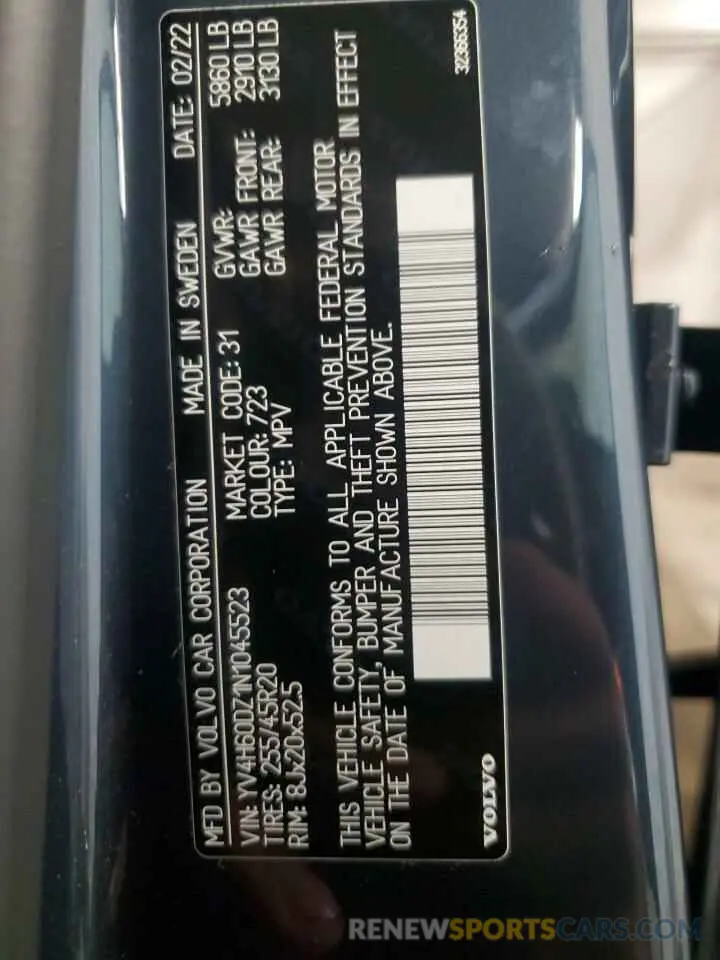 MFD BY VOLVO CAR CORPORATION MADE IN SWEDEN DATE: 02/22
VIN: YV4H60DZ1N1045523 MARKET CODE: 31 GVWR: 5860 LB
TIRES: 255/45R20 COLOUR: 723 GAWR FRONT: 2910 LB
RIM: 8Jx20x52.5 TYPE: MPV GAWR REAR: 3130 LB
THIS VEHICLE CONFORMS TO ALL APPLICABLE FEDERAL MOTOR
VEHICLE SAFETY, BUMPER AND THEFT PREVENTION STANDARDS IN EFFECT
ON THE DATE OF MANUFACTURE SHOWN ABOVE.
VOLVO 32366354
RENEWSPORTSCARS.COM